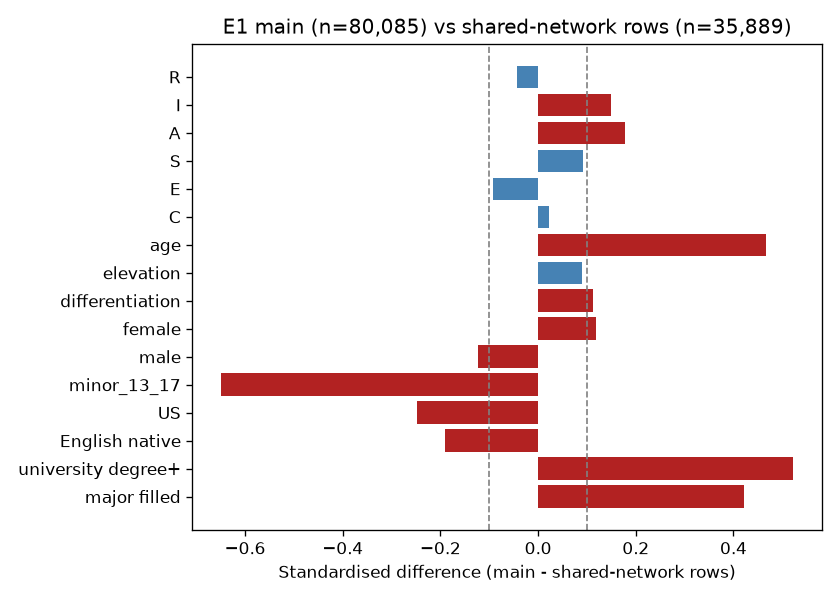 E1 main (n=80,085) vs shared-network rows (n=35,889)
R
I
A
S
E
C
age
elevation
differentiation
female
male
minor_13_17
US
English native
university degree+
major filled
−0.6
−0.4
−0.2
0.0
0.2
0.4
Standardised difference (main - shared-network rows)